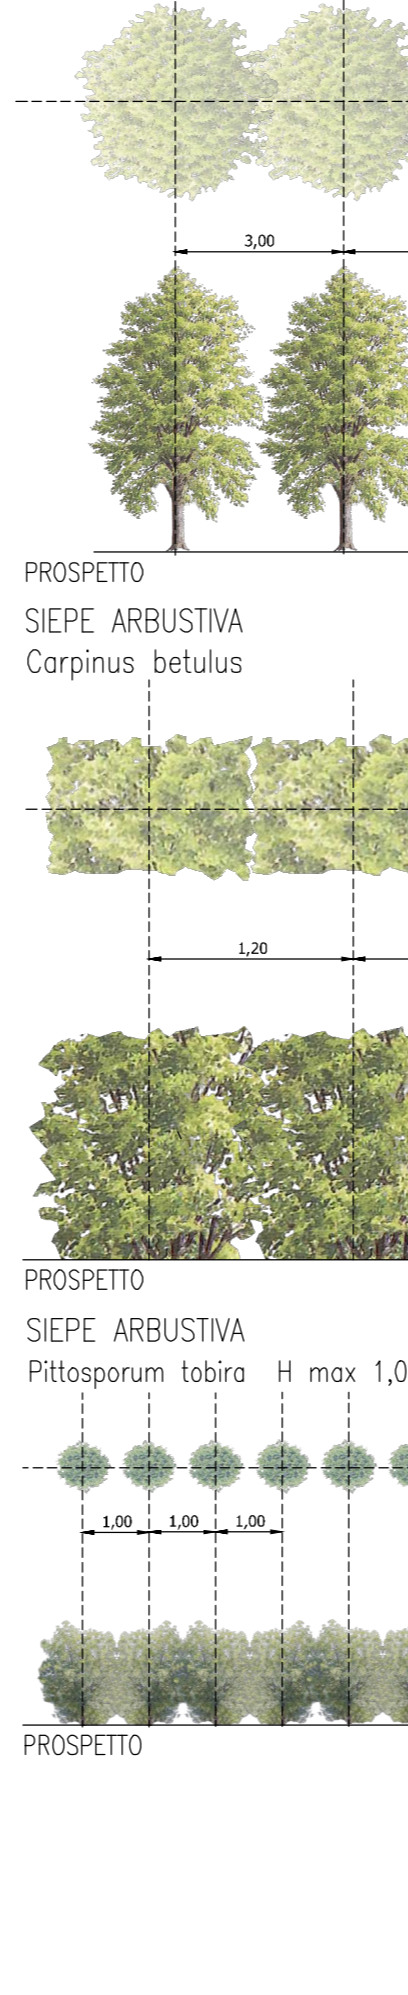 3,00
PROSPETTO
SIEPE ARBUSTIVA
Carpinus betulus
1,20
PROSPETTO
SIEPE ARBUSTIVA
Pittosporum tobira H max 1,0
1,00 1,00 1,00
PROSPETTO